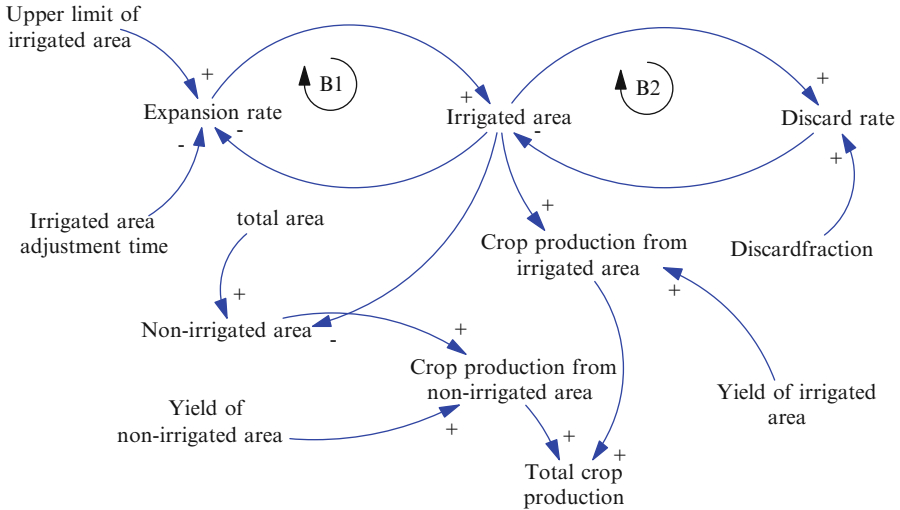 Upper limit of
irrigated area
+
B1
+
B2
+
Expansion rate
-
-
Irrigated area
-
Discard rate
+
Irrigated area
adjustment time
total area
+
Crop production from
irrigated area
Discardfraction
+
+
Non-irrigated area
-
+
Crop production from
non-irrigated area
Yield of irrigated
area
Yield of
non-irrigated area
+
+
+
Total crop
production